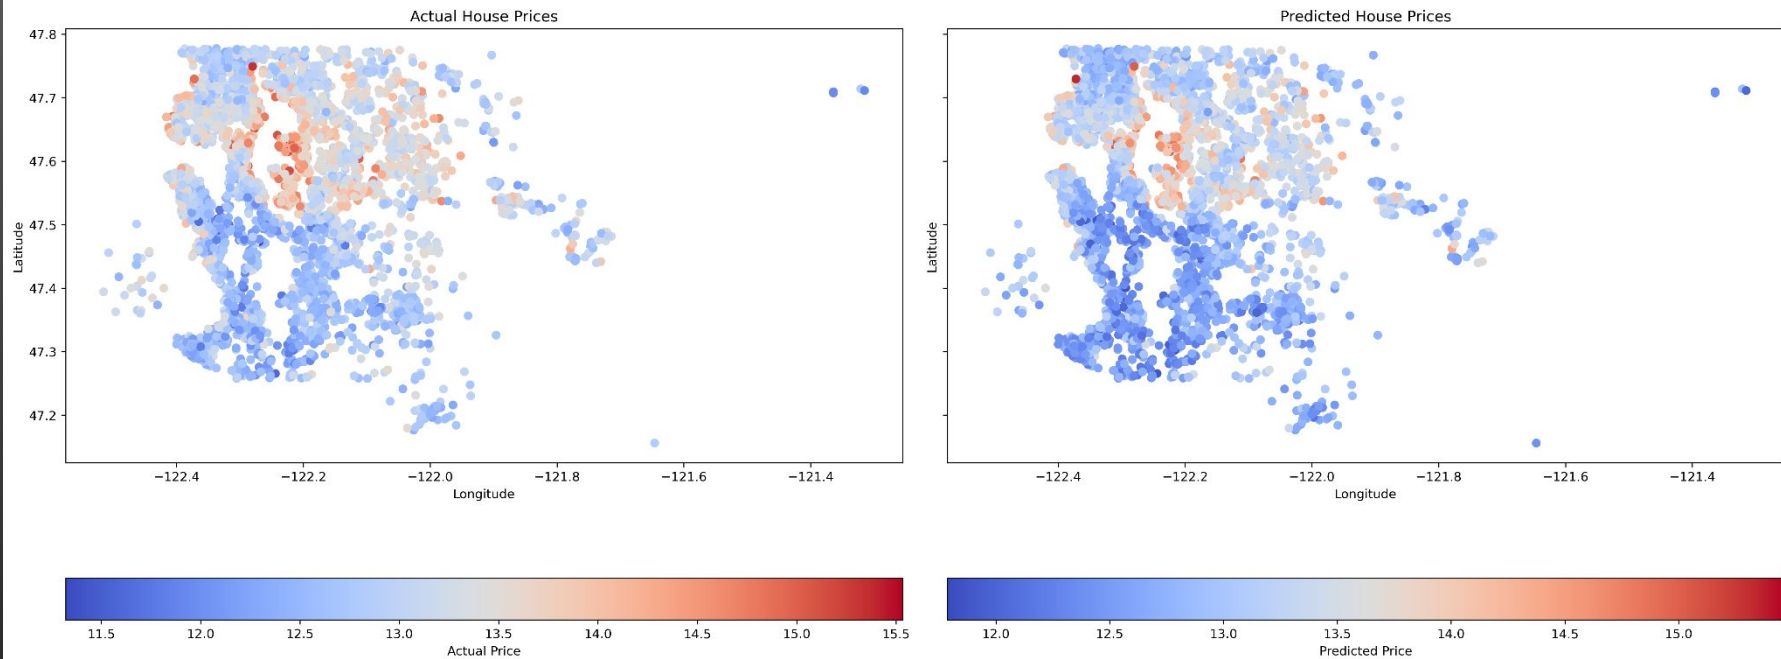 Actual House Prices
Predicted House Prices
47.8
47.7
47.6
47.5
47.4
47.3
47.2
Latitude
Latitude
−122.4 −122.2 −122.0 −121.8 −121.6 −121.4
−122.4 −122.2 −122.0 −121.8 −121.6 −121.4
Longitude
Longitude
11.5 12.0 12.5 13.0 13.5 14.0 14.5 15.0 15.5
12.0 12.5 13.0 13.5 14.0 14.5 15.0
Actual Price
Predicted Price